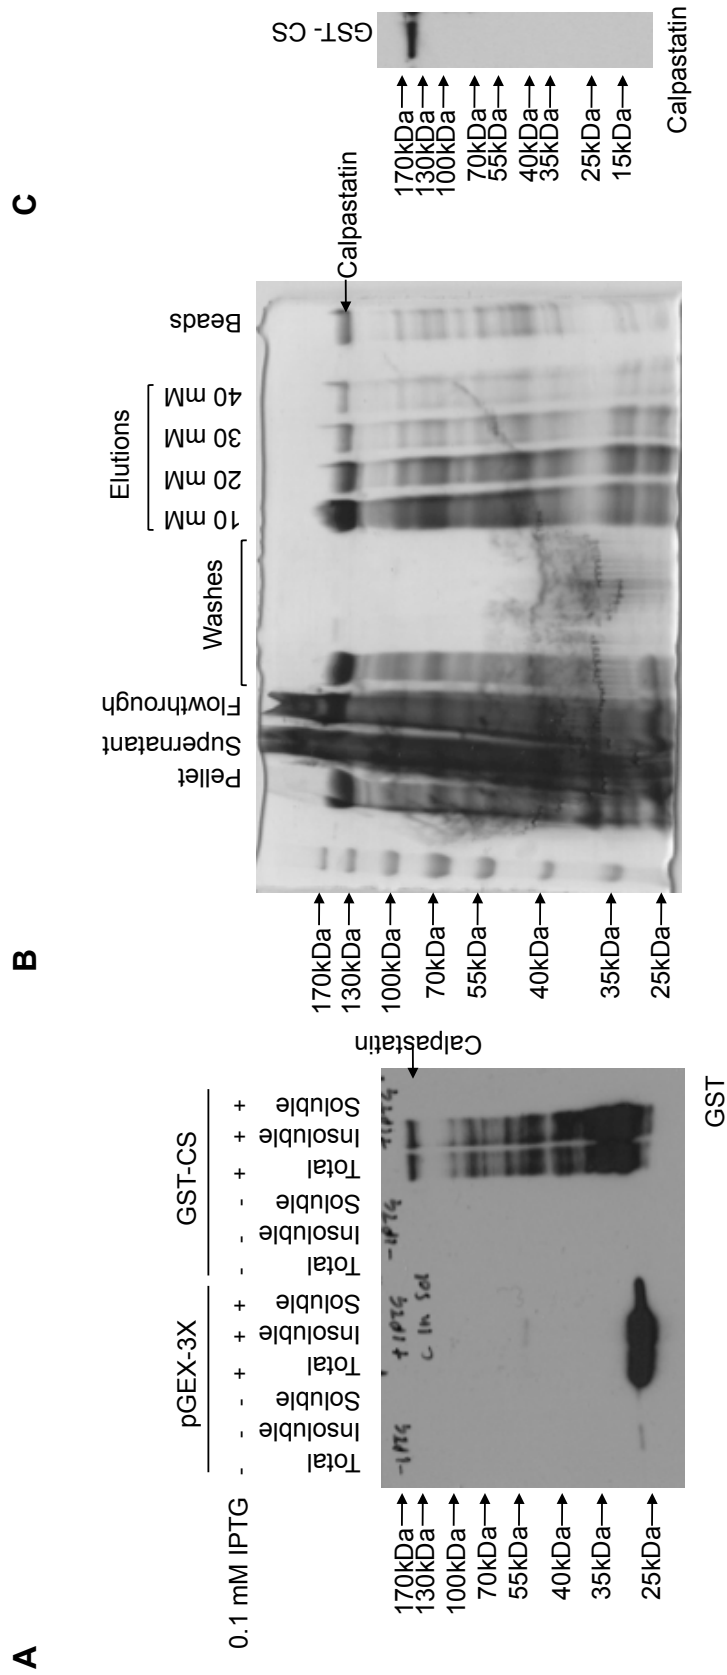 A
pGEX-3X
GST-CS
0.1 mM IPTG
-
-
-
+
+
+
-
-
-
+
+
+
Total
Insoluble
Soluble
Total
Insoluble
Soluble
Total
Insoluble
Soluble
Total
Insoluble
Soluble
170kDa
130kDa
100kDa
70kDa
55kDa
40kDa
35kDa
25kDa
-IPTG
+IPTG
-IPTG
+IPTG
C In Sol
Calpastatin
GST
B
Pellet
Supernatant
Flowthrough
Washes
Elutions
10 mM
20 mM
30 mM
40 mM
Beads
170kDa
130kDa
100kDa
70kDa
55kDa
40kDa
35kDa
25kDa
Calpastatin
C
GST- CS
170kDa
130kDa
100kDa
70kDa
55kDa
40kDa
35kDa
25kDa
15kDa
Calpastatin